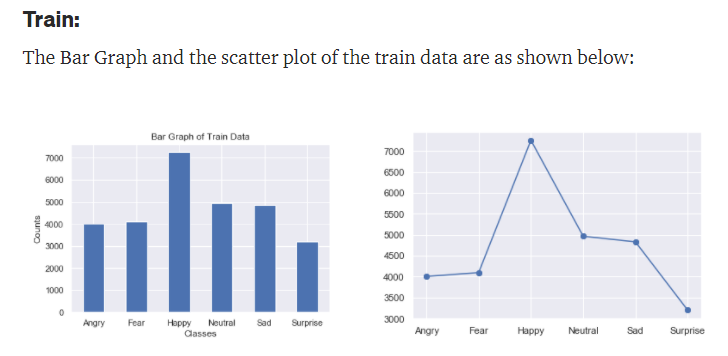 Train:
The Bar Graph and the scatter plot of the train data are as shown below:
Bar Graph of Train Data
7000
6000
5000
4000
3000
2000
1000
0
Counts
Angry Fear Happy Neutral Sad Surprise
Classes
7000
6500
6000
5500
5000
4500
4000
3500
3000
Angry Fear Happy Neutral Sad Surprise